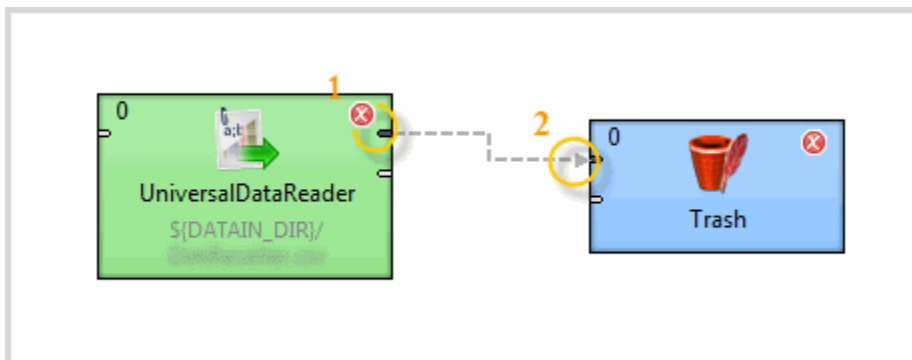 1
0
a;b
UniversalDataReader
${DATAIN_DIR}/
2
0
Trash